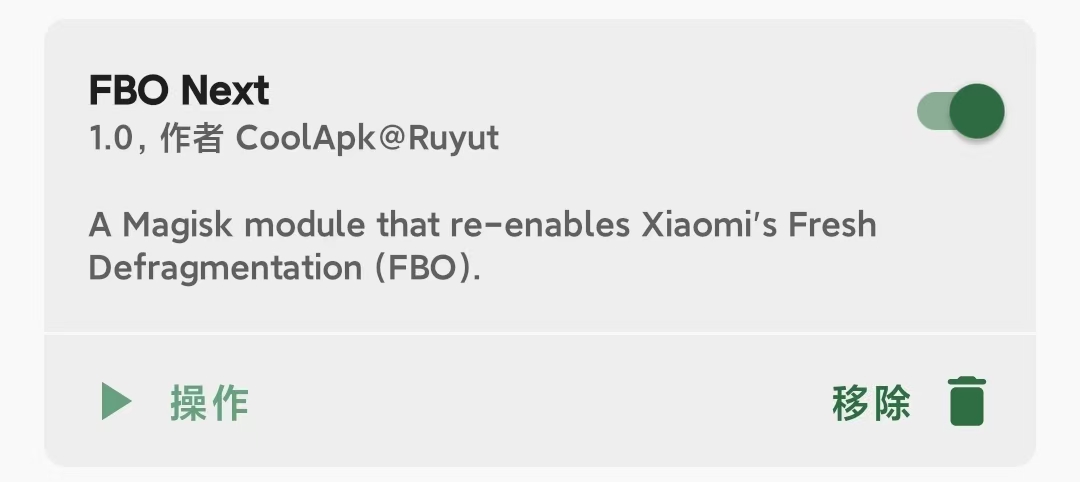 FBO Next
1.0, 作者 CoolApk@Ruyut
A Magisk module that re-enables Xiaomi's Fresh
Defragmentation (FBO).
操作
移除